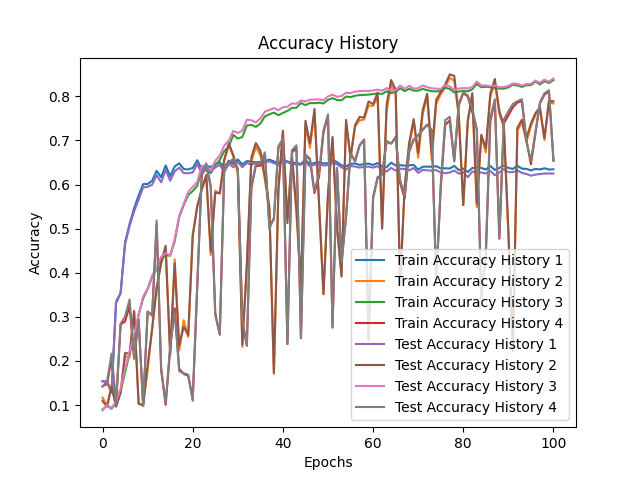 Accuracy History
Accuracy
0.8
0.7
0.6
0.5
0.4
0.3
0.2
0.1
Train Accuracy History 1
Train Accuracy History 2
Train Accuracy History 3
Train Accuracy History 4
Test Accuracy History 1
Test Accuracy History 2
Test Accuracy History 3
Test Accuracy History 4
0 20 40 60 80 100
Epochs